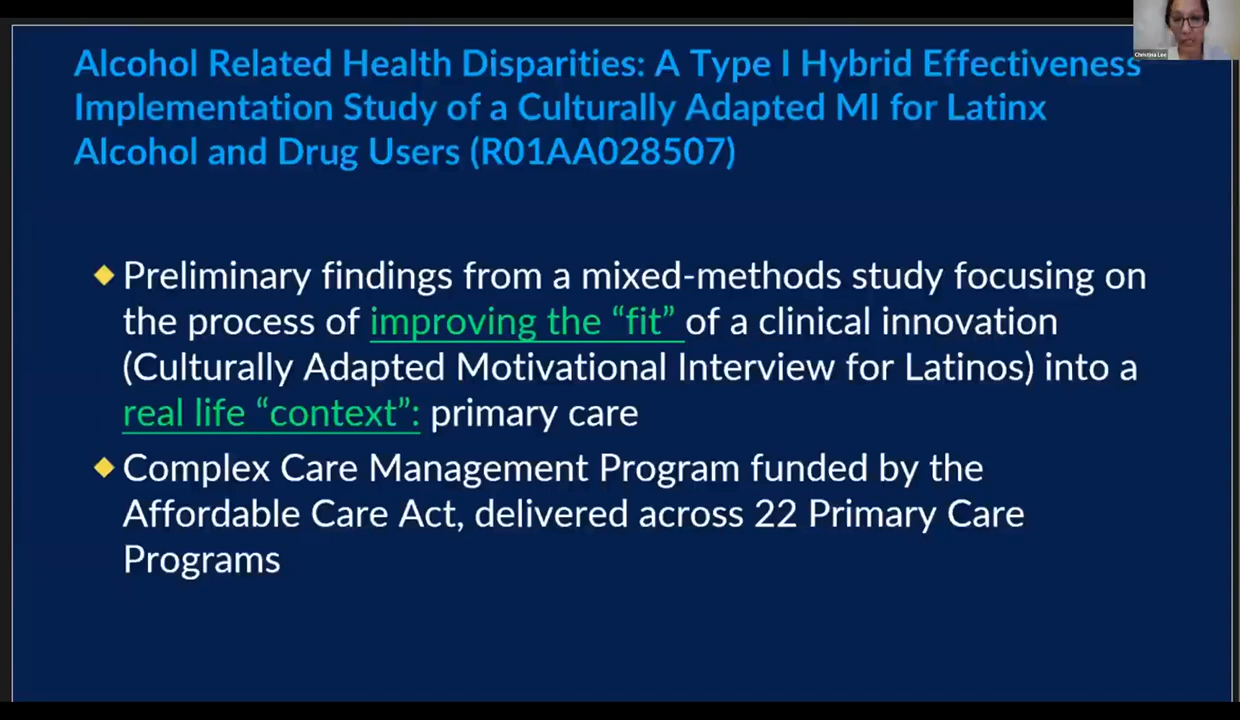 Alcohol Related Health Disparities: A Type I Hybrid Effectiveness
Implementation Study of a Culturally Adapted MI for Latinx
Alcohol and Drug Users (R01AA028507)
Preliminary findings from a mixed-methods study focusing on
the process of improving the “fit” of a clinical innovation
(Culturally Adapted Motivational Interview for Latinos) into a
real life “context”: primary care
Complex Care Management Program funded by the
Affordable Care Act, delivered across 22 Primary Care
Programs
Christina Lee